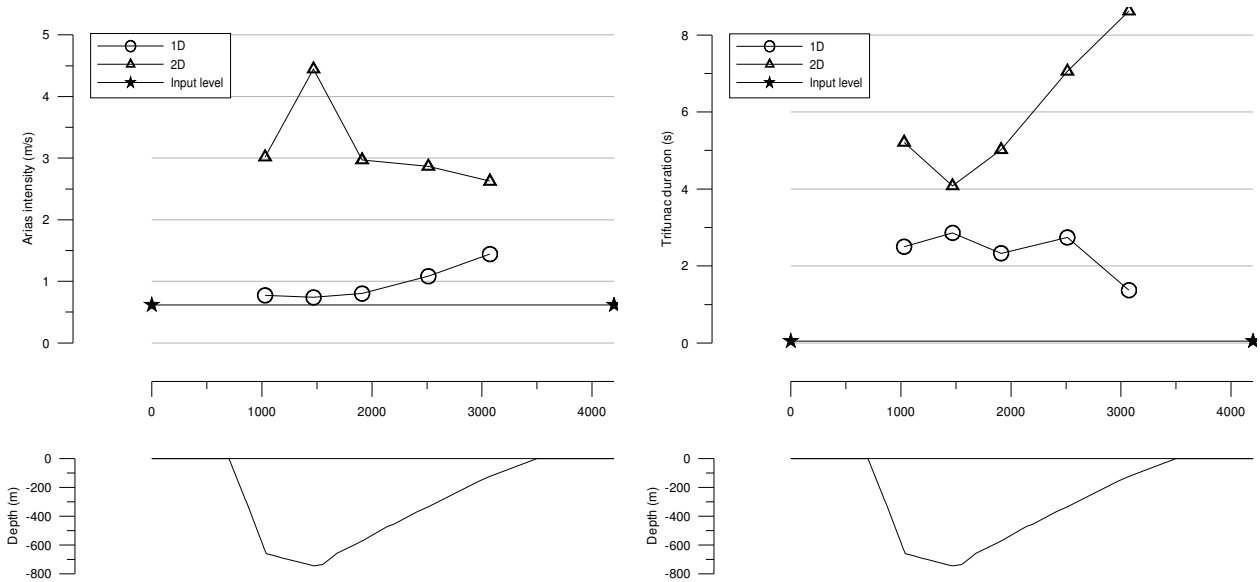 5
4
3
2
1
0
Arias intensity (m/s)
1D
2D
Input level
0 1000 2000 3000 4000
0
-200
-400
-600
-800
Depth (m)
8
6
4
2
0
Trifunac duration (s)
1D
2D
Input level
0 1000 2000 3000 4000
0
-200
-400
-600
-800
Depth (m)